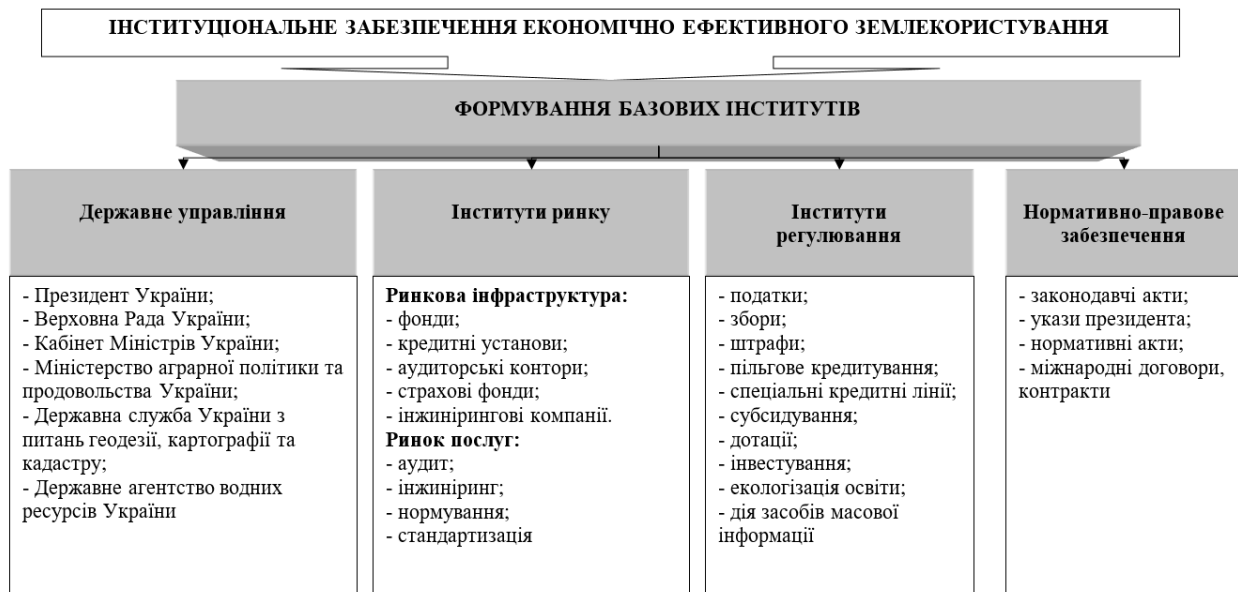 ІНСТИТУЦІОНАЛЬНЕ ЗАБЕЗПЕЧЕННЯ ЕКОНОМІЧНО ЕФЕКТИВНОГО ЗЕМЛЕКОРИСТУВАННЯ
ФОРМУВАННЯ БАЗОВИХ ІНСТИТУТІВ
Державне управління
- Президент України;
- Верховна Рада України;
- Кабінет Міністрів України;
- Міністерство аграрної політики та
продовольства України;
- Державна служба України з
питань геодезії, картографії та
кадастру;
- Державне агентство водних
ресурсів України
Інститути ринку
Ринкова інфраструктура:
- фонди;
- кредитні установи;
- аудиторські контори;
- страхові фонди;
- інжинірингові компанії.
Ринок послуг:
- аудит;
- інжиніринг;
- нормування;
- стандартизація
Інститути
регулювання
- податки;
- збори;
- штрафи;
- пільгове кредитування;
- спеціальні кредитні лінії;
- субсидування;
- дотації;
- інвестування;
- екологізація освіти;
- дія засобів масової
інформації
Нормативно-правове
забезпечення
- законодавчі акти;
- укази президента;
- нормативні акти;
- міжнародні договори,
контракти